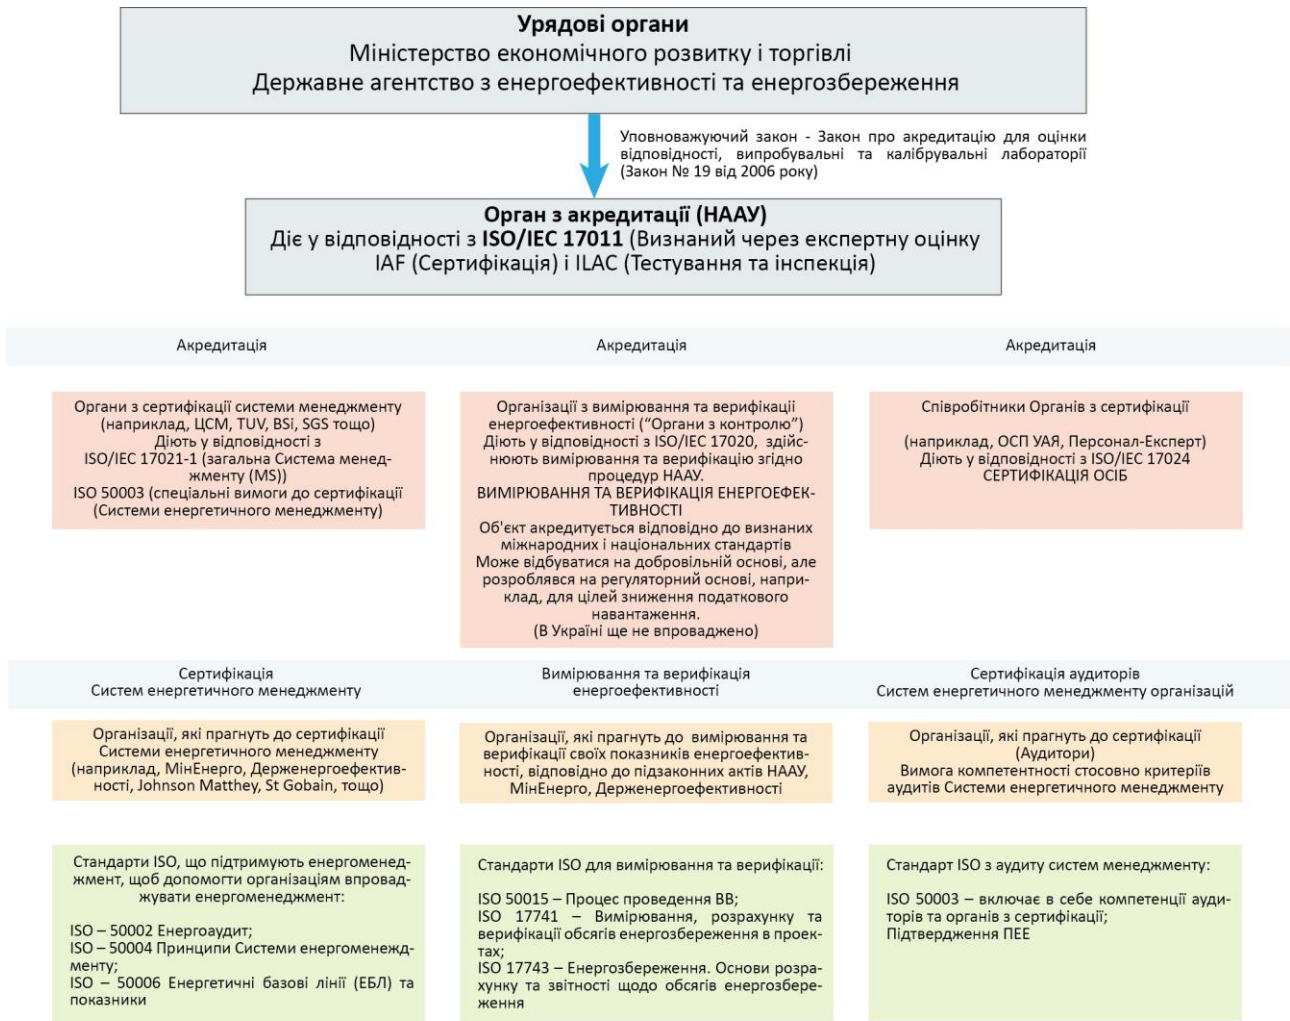 Урядові органи
Міністерство економічного розвитку і торгівлі
Державне агентство з енергоефективності та енергозбереження
Уповноважуючий закон - Закон про акредитацію для оцінки
відповідності, випробувальні та калібрувальні лабораторії
(Закон № 19 від 2006 року)
Орган з акредитації (НААУ)
Діє у відповідності з ISO/IEC 17011 (Визнаний через експертну оцінку
IAF (Сертифікація) і ILAC (Тестування та інспекція)
Акредитація
Акредитація
Акредитація
Органи з сертифікації системи менеджменту
(наприклад, ЦСМ, TUV, BSi, SGS тощо)
Діють у відповідності з
ISO/IEC 17021-1 (загальна Система менед-
жменту (MS))
ISO 50003 (спеціальні вимоги до сертифікації
(Системи енергетичного менеджменту)
Організації з вимірювання та верифікаціі
енергоефективності (“Органи з контролю”)
Діють у відповідності з ISO/IEC 17020, здійс-
нюють вимірювання та верифікацію згідно
процедур НААУ.
ВИМІРЮВАННЯ ТА ВЕРИФІКАЦІЯ ЕНЕРГОЕФЕК-
ТИВНОСТІ
Об'єкт акредитується відповідно до визнаних
міжнародних і національних стандартів
Може відбуватися на добровільній основі, але
розроблявся на регуляторний основі, напри-
клад, для цілей зниження податкового
навантаження.
(В Україні ще не впроваджено)
Співробітники Органів з сертифікації
(наприклад, ОСП УАЯ, Персонал-Експерт)
Діють у відповідності з ISO/IEC 17024
СЕРТИФІКАЦІЯ ОСІБ
Сертифікація
Систем енергетичного менеджменту
Вимірювання та верифікація
енергоефективності
Сертифікація аудиторів
Систем енергетичного менеджменту організацій
Організації, які прагнуть до сертифікації
Системи енергетичного менеджменту
(наприклад, МінЕнерго, Держенергоефектив-
ності, Johnson Matthey, St Gobain, тощо)
Організації, які прагнуть до вимірювання та
верифікації своїх показників енергоефектив-
ності, відповідно до підзаконних актів НААУ,
МінЕнерго, Держенергоефективності
Організації, які прагнуть до сертифікації
(Аудитори)
Вимога компетентності стосовно критеріїв
аудитів Системи енергетичного менеджменту
Стандарти ISO, що підтримують енергоменед-
жмент, щоб допомогти організаціям впровад-
жувати енергоменеджмент:
ISO – 50002 Енергоаудит;
ISO – 50004 Принципи Системи енергоменежд-
менту;
ISO – 50006 Енергетичні базові лінії (ЕБЛ) та
показники
Стандарти ISO для вимірювання та верифікації:
ISO 50015 – Процес проведення ВВ;
ISO 17741 – Вимірювання, розрахунку та
верифікації обсягів енергозбереження в проек-
тах;
ISO 17743 – Енергозбереження. Основи розра-
хунку та звітності щодо обсягів енергозбере-
ження
Стандарт ISO з аудиту систем менеджменту:
ISO 50003 – включає в себе компетенції ауди-
торів та органів з сертифікації;
Підтвердження ПЕЕ